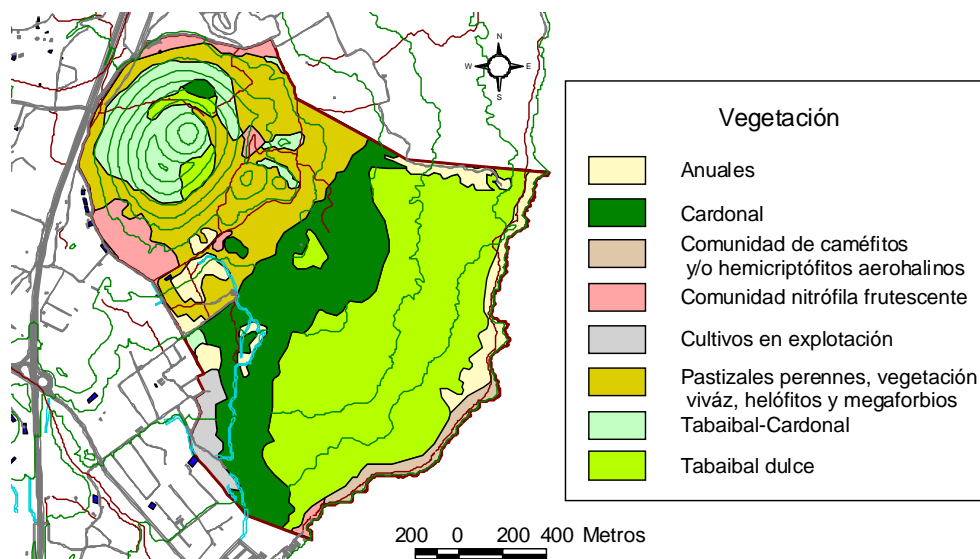 N
W E
S
Vegetación
Anuales
Cardonal
Comunidad de caméfitos
y/o hemicriptófitos aerohalinos
Comunidad nitrófila frutescente
Cultivos en explotación
Pastizales perennes, vegetación
viváz, helófitos y megaforbios
Tabaibal-Cardonal
Tabaibal dulce
200 0 200 400 Metros